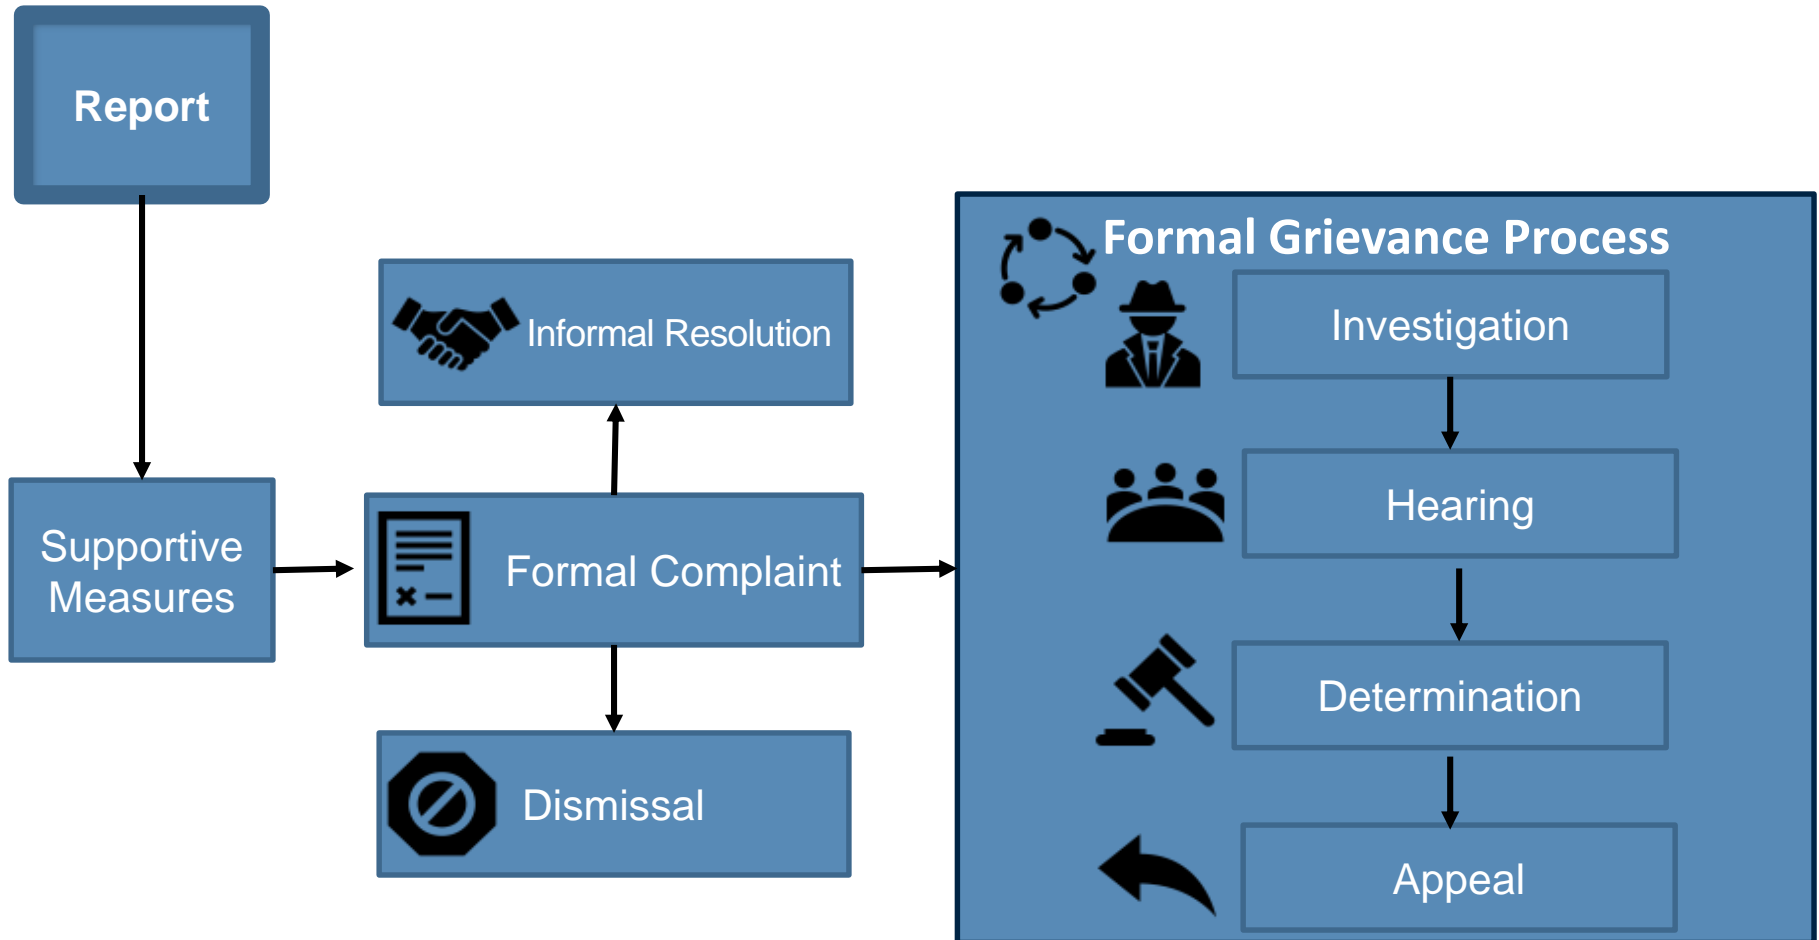 Report
Supportive
Measures
Informal Resolution
Formal Complaint
Dismissal
Formal Grievance Process
Investigation
Hearing
Determination
Appeal